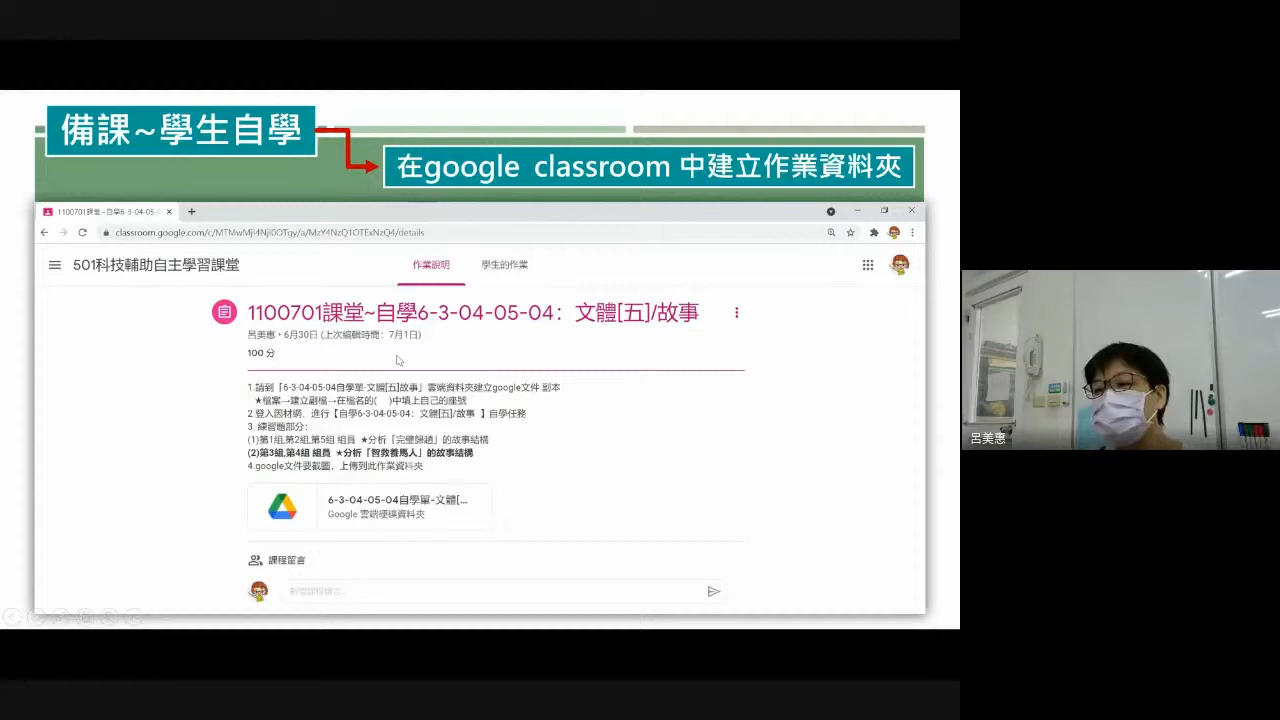 備課~學生自學
在google classroom 中建立作業資料夾
1100701課堂~自學6-3-04-05-
501科技輔助自主學習課堂
作業說明
學生的作業
1100701課堂~自學6-3-04-05-04：文體[五]/故事
呂美惠・6月30日 (上次編輯時間：7月1日)
100 分
1.請到「6-3-04-05-04自學單-文體[五]故事」雲端資料夾建立google文件 副本
★檔案→建立副檔→在檔名的( )中填上自己的座號
2.登入因材網，進行【自學6-3-04-05-04：文體[五]/故事 】自學任務
3. 練習題部分：
(1)第1組,第2組,第5組 組員 ★分析「完璧歸趙」的故事結構
(2)第3組,第4組 組員 ★分析「智救養馬人」的故事結構
4.google文件要截圖，上傳到此作業資料夾
6-3-04-05-04自學單-文體[...
Google 雲端硬碟資料夾
課程留言
新增課程留言...
呂美惠